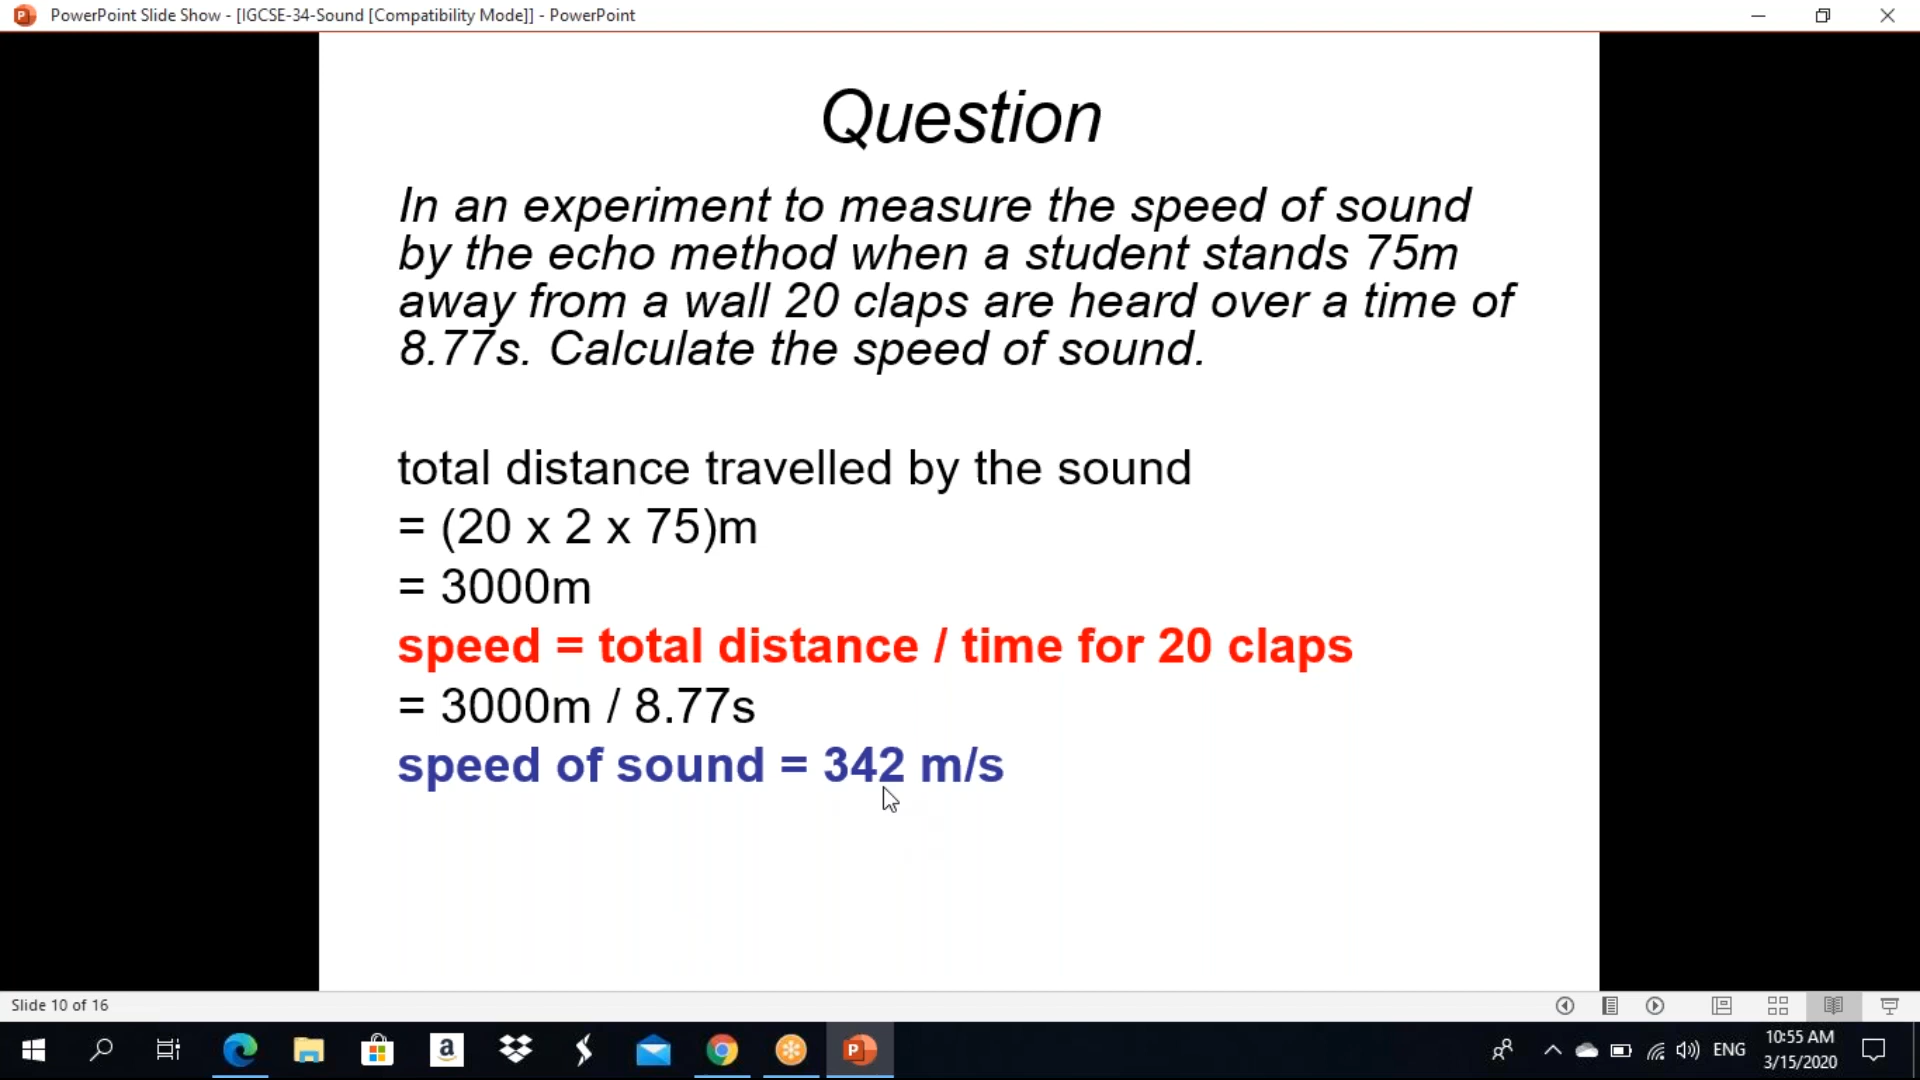 PowerPoint Slide Show - [IGCSE-34-Sound [Compatibility Mode]] - PowerPoint
Question
In an experiment to measure the speed of sound
by the echo method when a student stands 75m
away from a wall 20 claps are heard over a time of
8.77s. Calculate the speed of sound.
total distance travelled by the sound
= (20 x 2 x 75)m
= 3000m
speed = total distance / time for 20 claps
= 3000m / 8.77s
speed of sound = 342 m/s
Slide 10 of 16
ENG
10:55 AM
3/15/2020